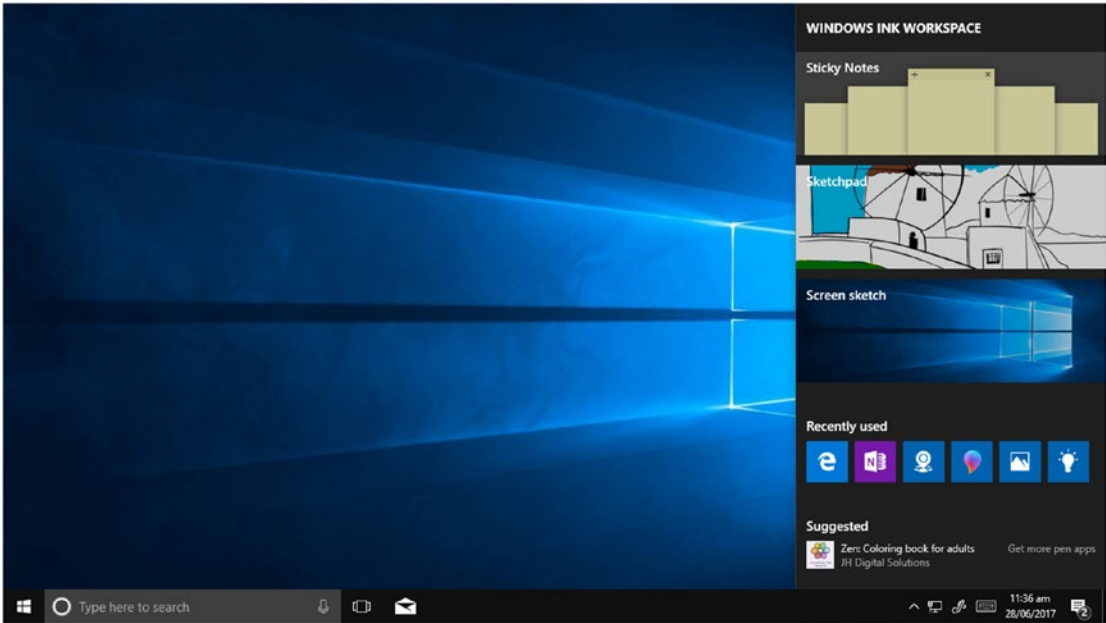 WINDOWS INK WORKSPACE
Sticky Notes
Sketchpad
Screen sketch
Recently used
Suggested
Zen: Coloring book for adults
Get more pen apps
JH Digital Solutions
Type here to search
11:36 am
28/06/2017
2